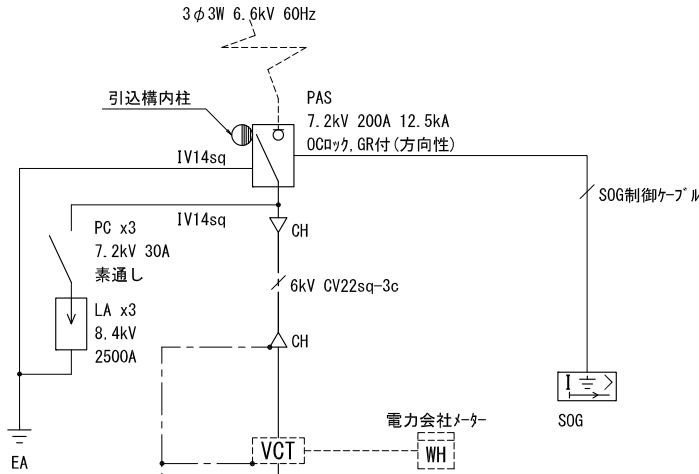 3φ3W 6.6kV 60Hz
引込構内柱
PAS
7.2kV 200A 12.5kA
OCロック,GR付(方向性)
IV14sq
SOG制御ケーブル
IV14sq
PC x3
7.2kV 30A
素通し
CH
6kV CV22sq-3c
LA x3
8.4kV
2500A
CH
I
SOG
電力会社メーター
VCT
WH
EA